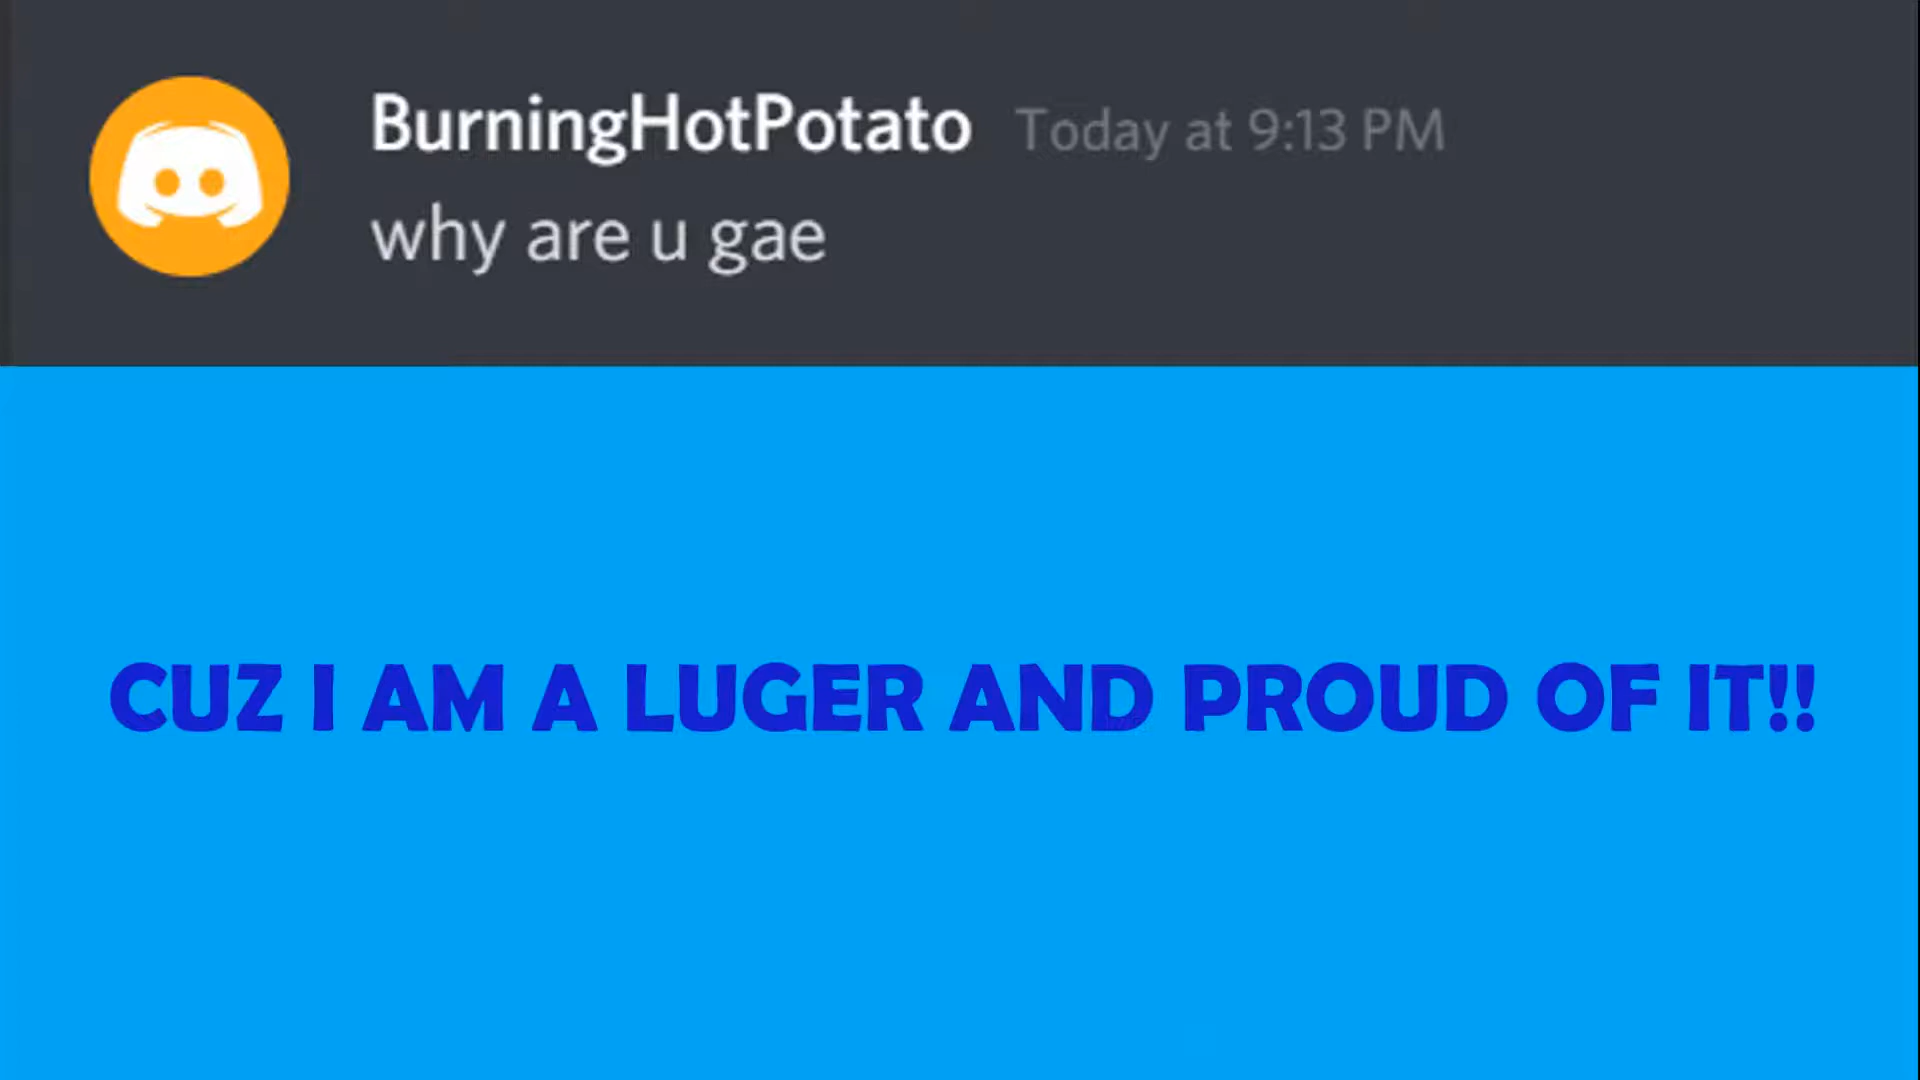 BurningHotPotato Today at 9:13 PM
why are u gae
CUZ I AM A LUGER AND PROUD OF IT!!